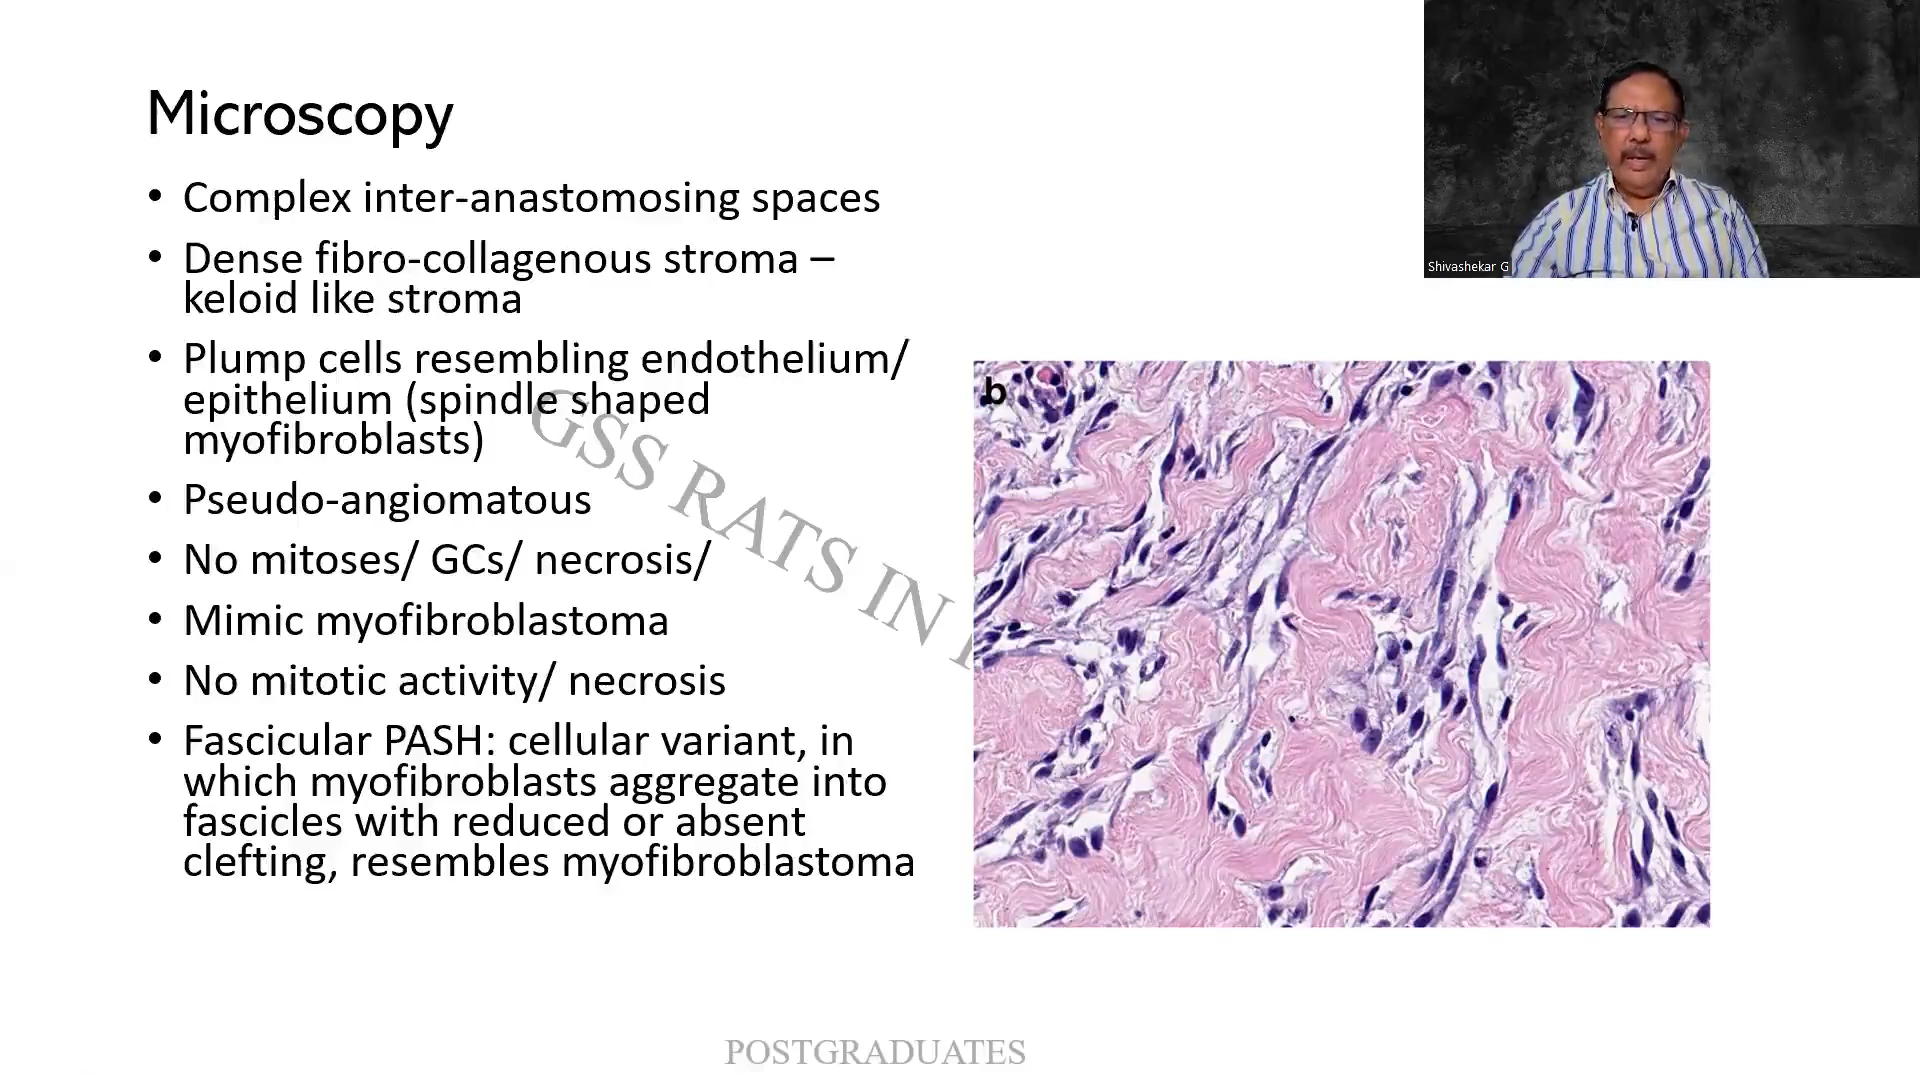 Microscopy
• Complex inter-anastomosing spaces
• Dense fibro-collagenous stroma –
keloid like stroma
• Plump cells resembling endothelium/
epithelium (spindle shaped
myofibroblasts)
• Pseudo-angiomatous
• No mitoses/ GCs/ necrosis/
• Mimic myofibroblastoma
• No mitotic activity/ necrosis
• Fascicular PASH: cellular variant, in
which myofibroblasts aggregate into
fascicles with reduced or absent
clefting, resembles myofibroblastoma
GSS RATS IN
b
Shivashekar G
POSTGRADUATES